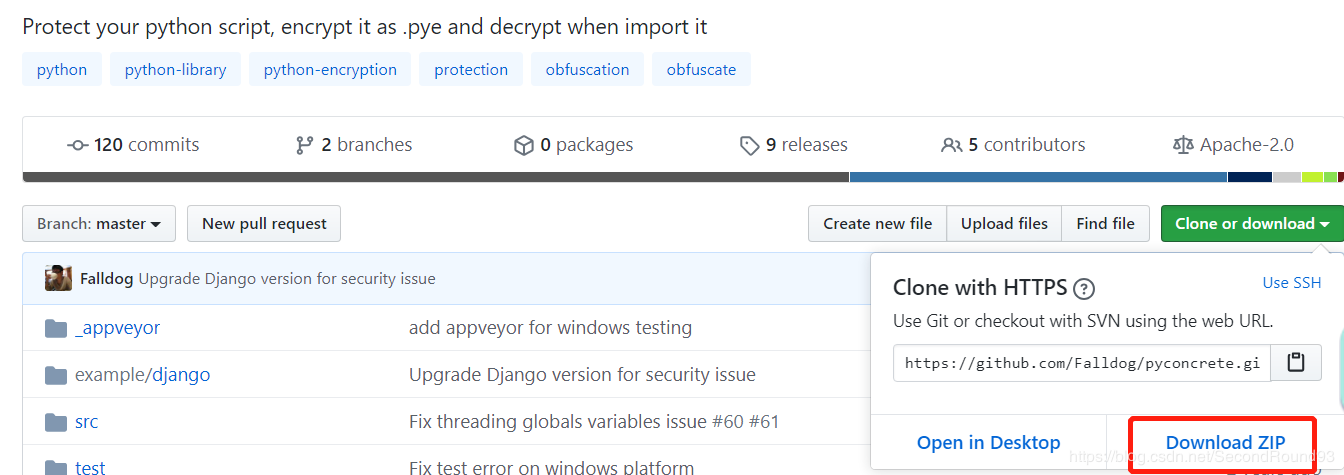 Protect your python script, encrypt it as .pye and decrypt when import it
python python-library python-encryption protection obfuscation obfuscate
120 commits 2 branches 0 packages 9 releases 5 contributors Apache-2.0
Branch: master New pull request Create new file Upload files Find file Clone or download
Falldog Upgrade Django version for security issue
_appveyor add appveyor for windows testing
example/django Upgrade Django version for security issue
src Fix threading globals variables issue #60 #61
test Fix test error on windows platform
Clone with HTTPS ? Use SSH
Use Git or checkout with SVN using the web URL.
https://github.com/Falldog/pyconcrete.gi
Open in Desktop Download ZIP
https://blog.csdn.net/SecondRound93